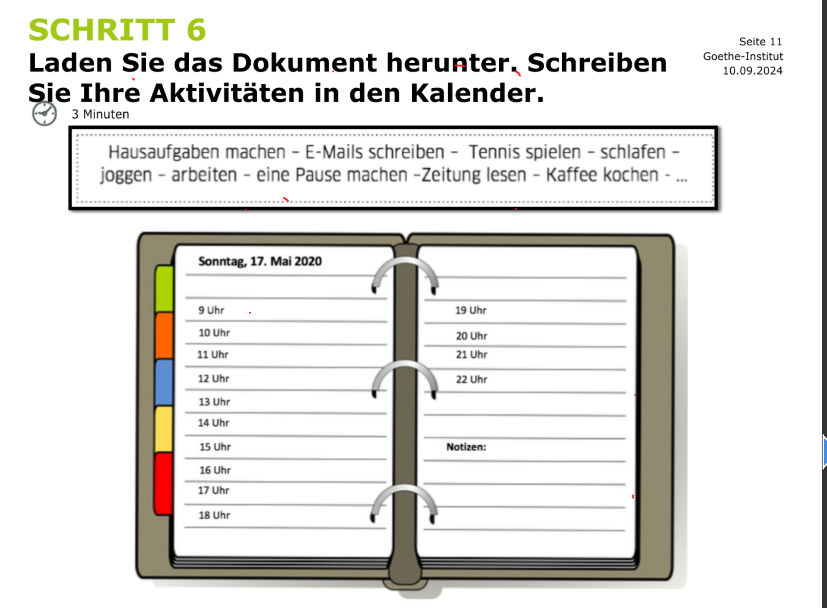 SCHRITT 6
Laden Sie das Dokument herunter. Schreiben
Sie Ihre Aktivitäten in den Kalender.
Seite 11
Goethe-Institut
10.09.2024
3 Minuten
Hausaufgaben machen – E-Mails schreiben – Tennis spielen – schlafen –
joggen – arbeiten – eine Pause machen –Zeitung lesen – Kaffee kochen - ...
Sonntag, 17. Mai 2020
9 Uhr
10 Uhr
11 Uhr
12 Uhr
13 Uhr
14 Uhr
15 Uhr
16 Uhr
17 Uhr
18 Uhr
19 Uhr
20 Uhr
21 Uhr
22 Uhr
Notizen: